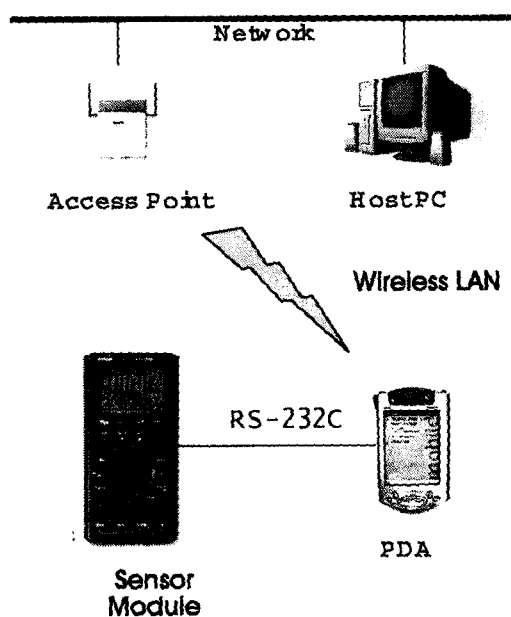 Network
Access Point
HostPC
Wireless LAN
RS-232C
PDA
Sensor
Module